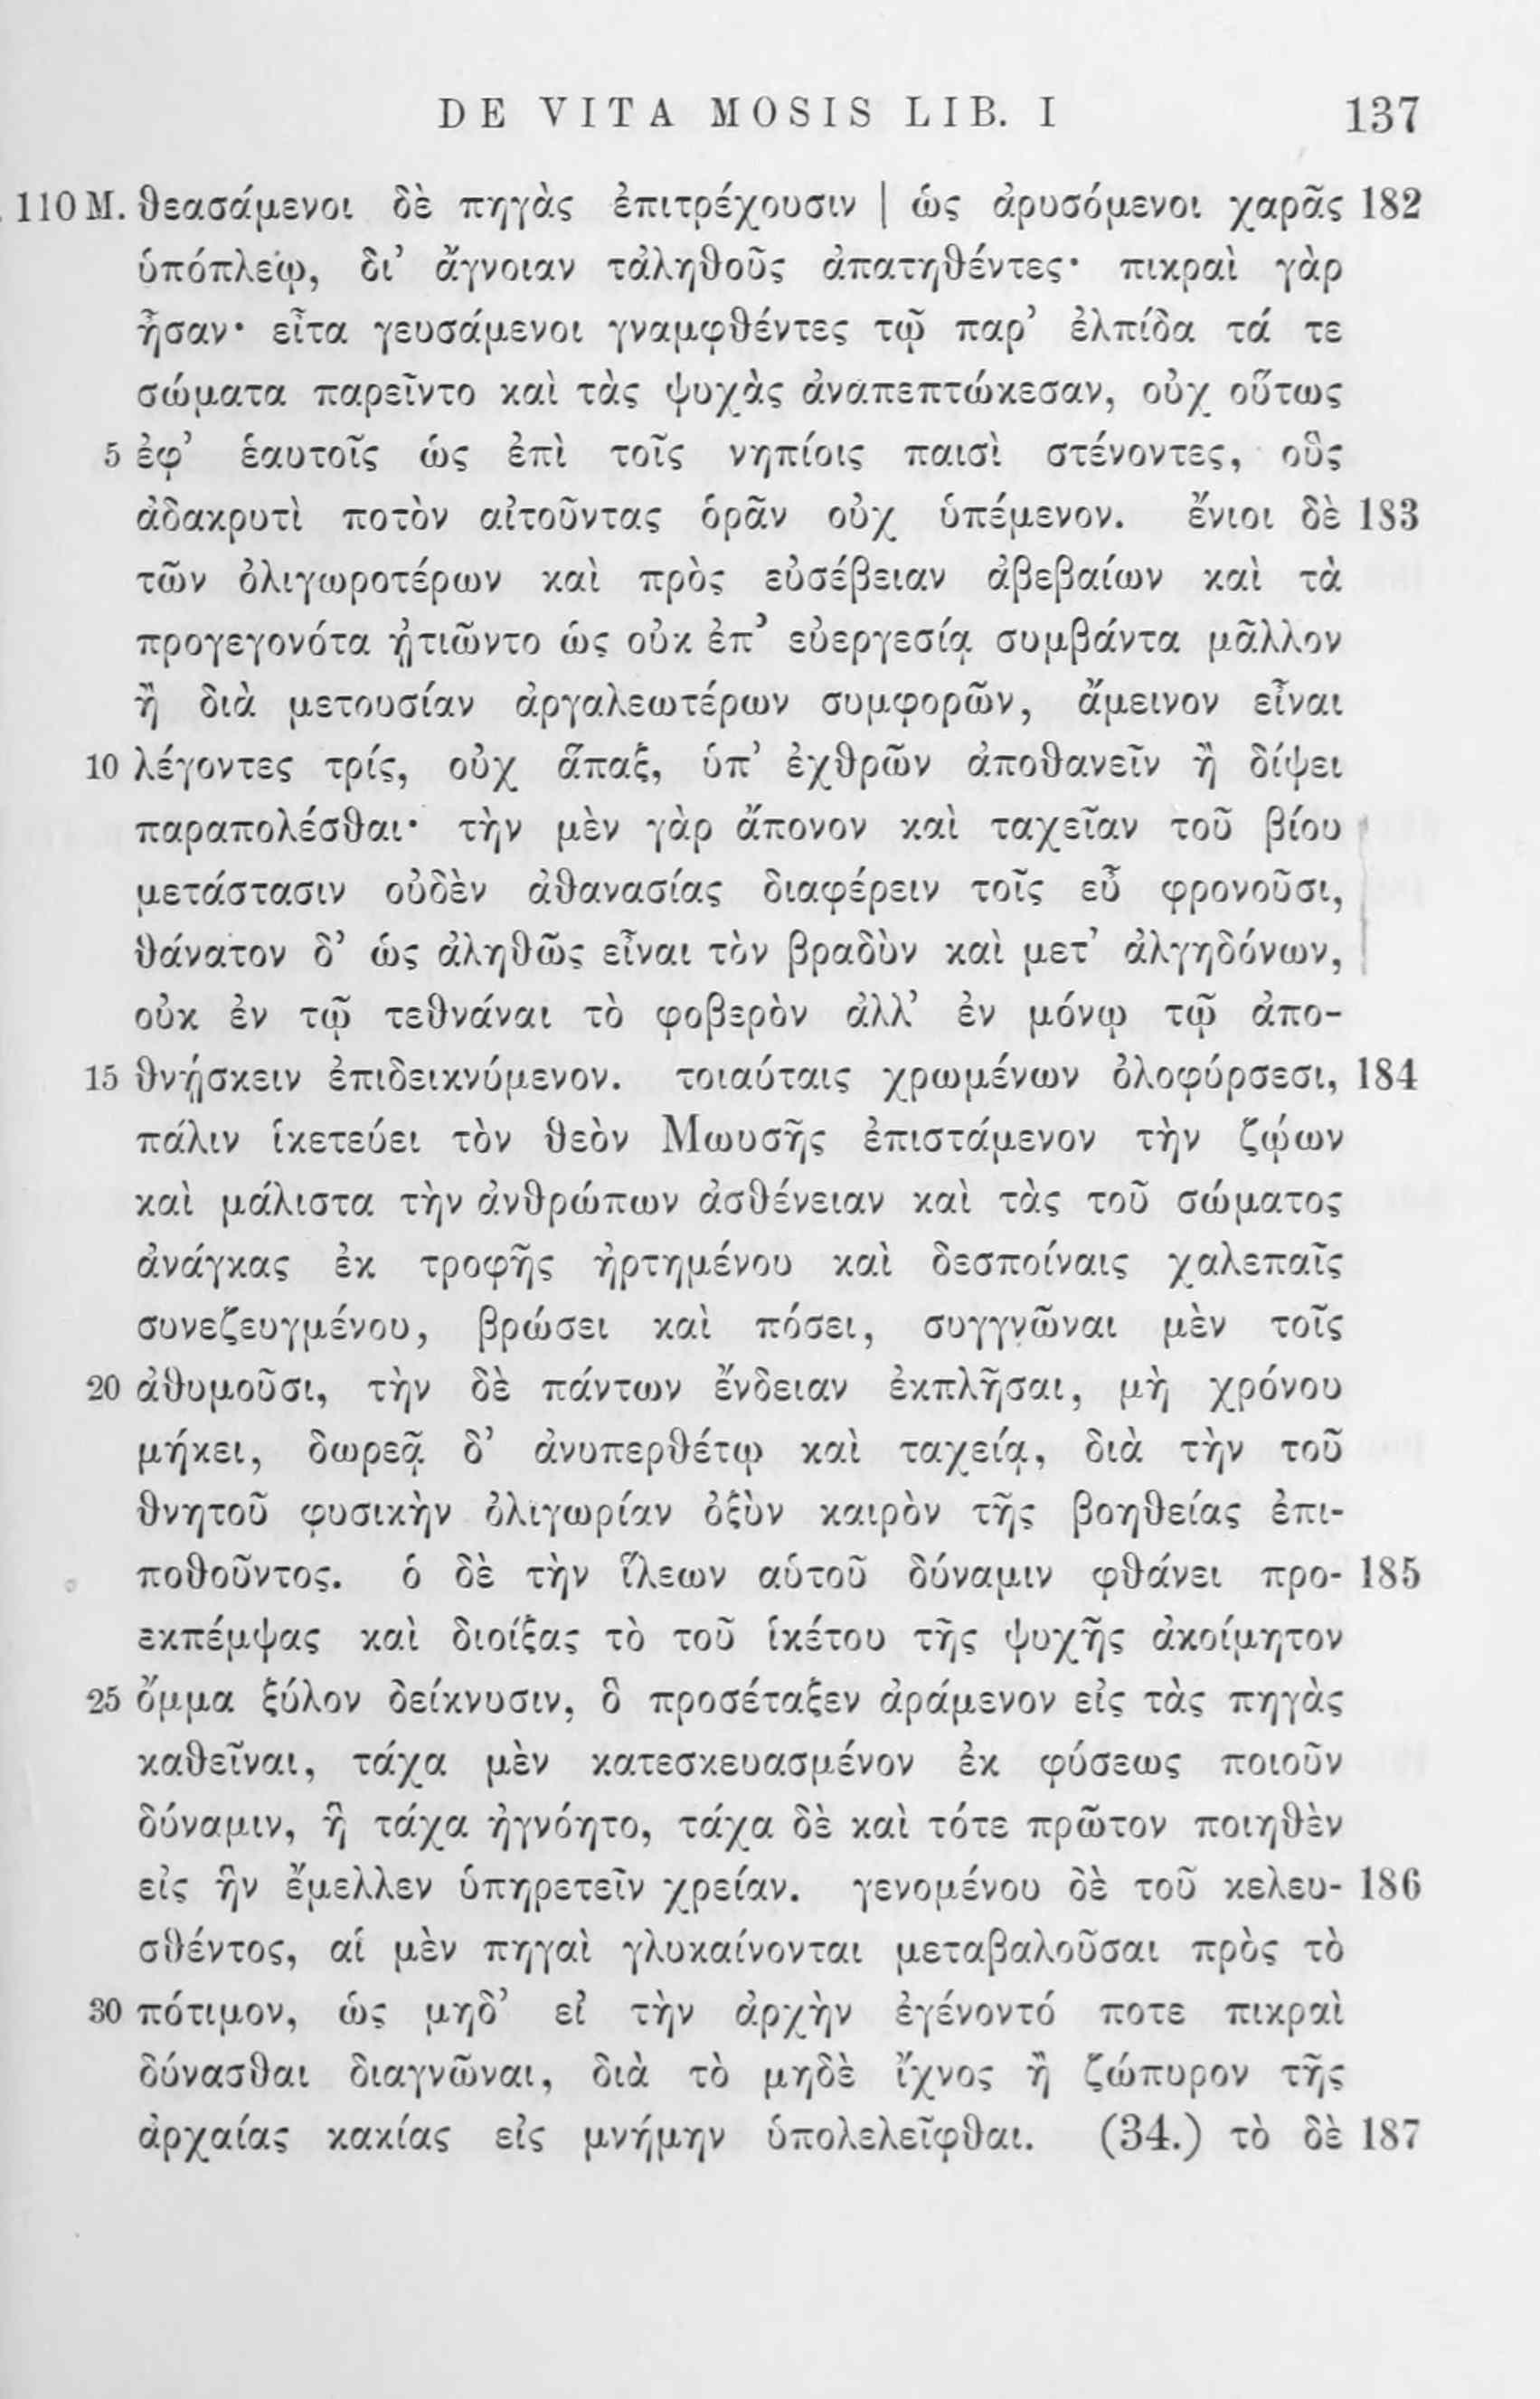 DE VITA MOSIS LIB. I 137
110 M. θεασάμενοι δὲ πηγὰς ἐπιτρέχουσιν | ὡς ἀρυσόμενοι χαρᾶς 182
ὑπόπλεῳ, δι’ ἄγνοιαν τἀληθοῦς ἀπατηθέντες· πικραὶ γὰρ
ἦσαν· εἶτα γευσάμενοι γναμφθέντες τῷ παρ’ ἐλπίδα τά τε
σώματα παρεῖντο καὶ τὰς ψυχὰς ἀναπεπτώκεσαν, οὐχ οὕτως
5 ἐφ’ ἑαυτοῖς ὡς ἐπὶ τοῖς νηπίοις παισὶ στένοντες, οὓς
ἀδακρυτὶ ποτὸν αἰτοῦντας ὁρᾶν οὐχ ὑπέμενον. ἔνιοι δὲ 183
τῶν ὀλιγωροτέρων καὶ πρὸς εὐσέβειαν ἀβεβαίων καὶ τὰ
προγεγονότα ᾐτιῶντο ὡς οὐκ ἐπ’ εὐεργεσίᾳ συμβάντα μᾶλλον
ἢ διὰ μετουσίαν ἀργαλεωτέρων συμφορῶν, ἄμεινον εἶναι
10 λέγοντες τρίς, οὐχ ἅπαξ, ὑπ’ ἐχθρῶν ἀποθανεῖν ἢ δίψει
παραπολέσθαι· τὴν μὲν γὰρ ἄπονον καὶ ταχεῖαν τοῦ βίου
μετάστασιν οὐδὲν ἀθανασίας διαφέρειν τοῖς εὖ φρονοῦσι,
θάνατον δ’ ὡς ἀληθῶς εἶναι τὸν βραδὺν καὶ μετ’ ἀλγηδόνων,
οὐκ ἐν τῷ τεθνάναι τὸ φοβερὸν ἀλλ’ ἐν μόνῳ τῷ ἀπο-
15 θνῄσκειν ἐπιδεικνύμενον. τοιαύταις χρωμένων ὀλοφύρσεσι, 184
πάλιν ἱκετεύει τὸν θεὸν Μωυσῆς ἐπιστάμενον τὴν ζῴων
καὶ μάλιστα τὴν ἀνθρώπων ἀσθένειαν καὶ τὰς τοῦ σώματος
ἀνάγκας ἐκ τροφῆς ἠρτημένου καὶ δεσποίναις χαλεπαῖς
συνεζευγμένου, βρώσει καὶ πόσει, συγγνῶναι μὲν τοῖς
20 ἀθυμοῦσι, τὴν δὲ πάντων ἔνδειαν ἐκπλῆσαι, μὴ χρόνου
μήκει, δωρεᾷ δ’ ἀνυπερθέτῳ καὶ ταχείᾳ, διὰ τὴν τοῦ
θνητοῦ φυσικὴν ὀλιγωρίαν ὀξὺν καιρὸν τῆς βοηθείας ἐπι-
ποθοῦντος. ὁ δὲ τὴν ἵλεων αὑτοῦ δύναμιν φθάνει προ- 185
εκπέμψας καὶ διοίξας τὸ τοῦ ἱκέτου τῆς ψυχῆς ἀκοίμητον
25 ὄμμα ξύλον δείκνυσιν, ὃ προσέταξεν ἀράμενον εἰς τὰς πηγὰς
καθεῖναι, τάχα μὲν κατεσκευασμένον ἐκ φύσεως ποιοῦν
δύναμιν, ἣ τάχα ἠγνόητο, τάχα δὲ καὶ τότε πρῶτον ποιηθὲν
εἰς ἣν ἔμελλεν ὑπηρετεῖν χρείαν. γενομένου δὲ τοῦ κελευ- 186
σθέντος, αἱ μὲν πηγαὶ γλυκαίνονται μεταβαλοῦσαι πρὸς τὸ
30 πότιμον, ὡς μηδ’ εἰ τὴν ἀρχὴν ἐγένοντό ποτε πικραὶ
δύνασθαι διαγνῶναι, διὰ τὸ μηδὲ ἴχνος ἢ ζώπυρον τῆς
ἀρχαίας κακίας εἰς μνήμην ὑπολελεῖφθαι. (34.) τὸ δὲ 187